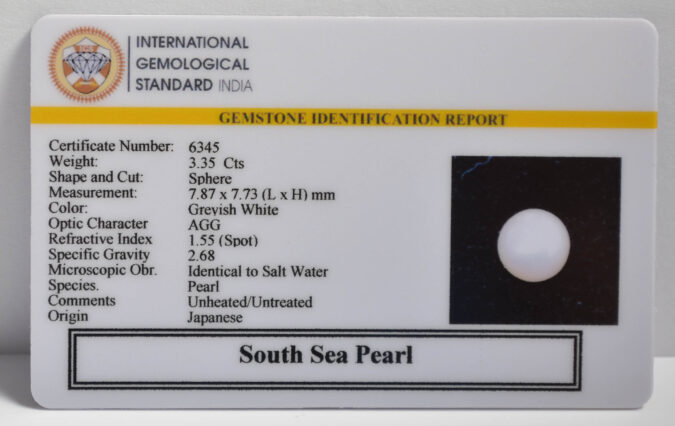 IGS
INTERNATIONAL
GEMOLOGICAL
STANDARD INDIA
GEMSTONE IDENTIFICATION REPORT
Certificate Number: 6345
Weight: 3.35 Cts
Shape and Cut: Sphere
Measurement: 7.87 x 7.73 (L x H) mm
Color: Greyish White
Optic Character AGG
Refractive Index 1.55 (Spot)
Specific Gravity 2.68
Microscopic Obr. Identical to Salt Water
Species. Pearl
Comments Unheated/Untreated
Origin Japanese
South Sea Pearl